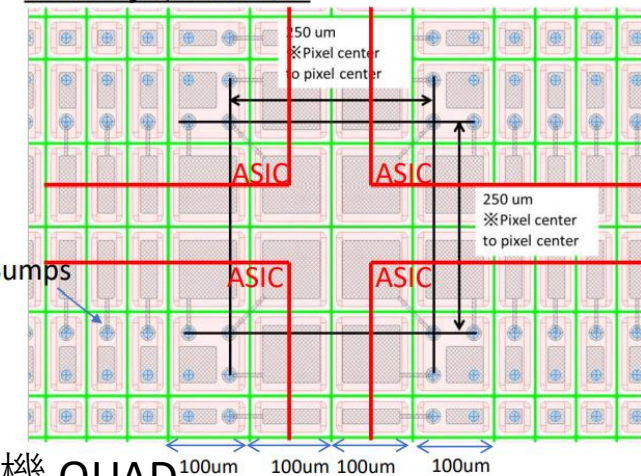 250 um
※Pixel center
to pixel center
ASIC
ASIC
250 um
※Pixel center
to pixel center
ASIC
ASIC
機 QUAD
100um
100um
100um
100um